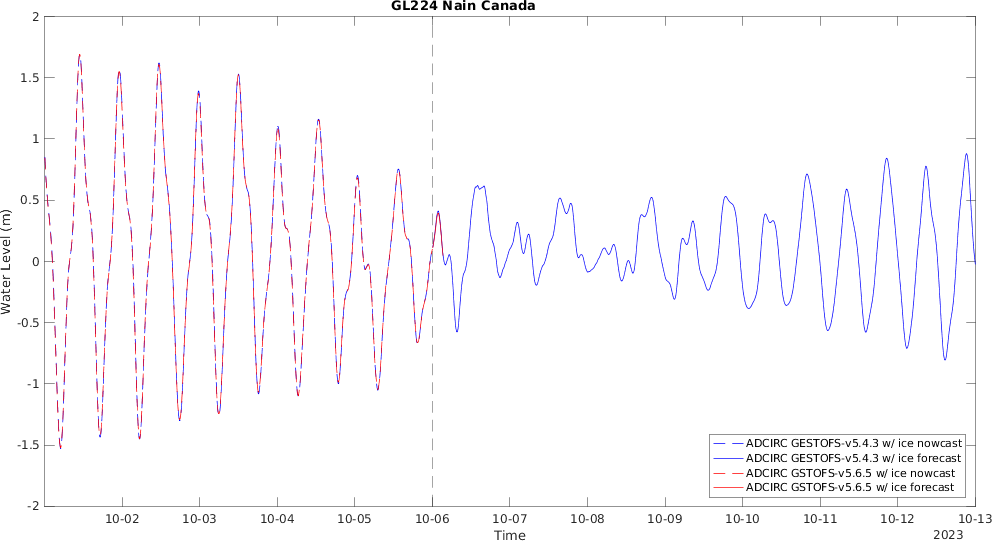 GL224 Nain Canada
2
1.5
1
0.5
0
-0.5
-1
-1.5
-2
Water Level (m)
10-02 10-03 10-04 10-05 10-06 10-07 10-08 10-09 10-10 10-11 10-12 10-13
Time
2023
ADCIRC GESTOFS-v5.4.3 w/ ice nowcast
ADCIRC GESTOFS-v5.4.3 w/ ice forecast
ADCIRC GSTOFS-v5.6.5 w/ ice nowcast
ADCIRC GSTOFS-v5.6.5 w/ ice forecast